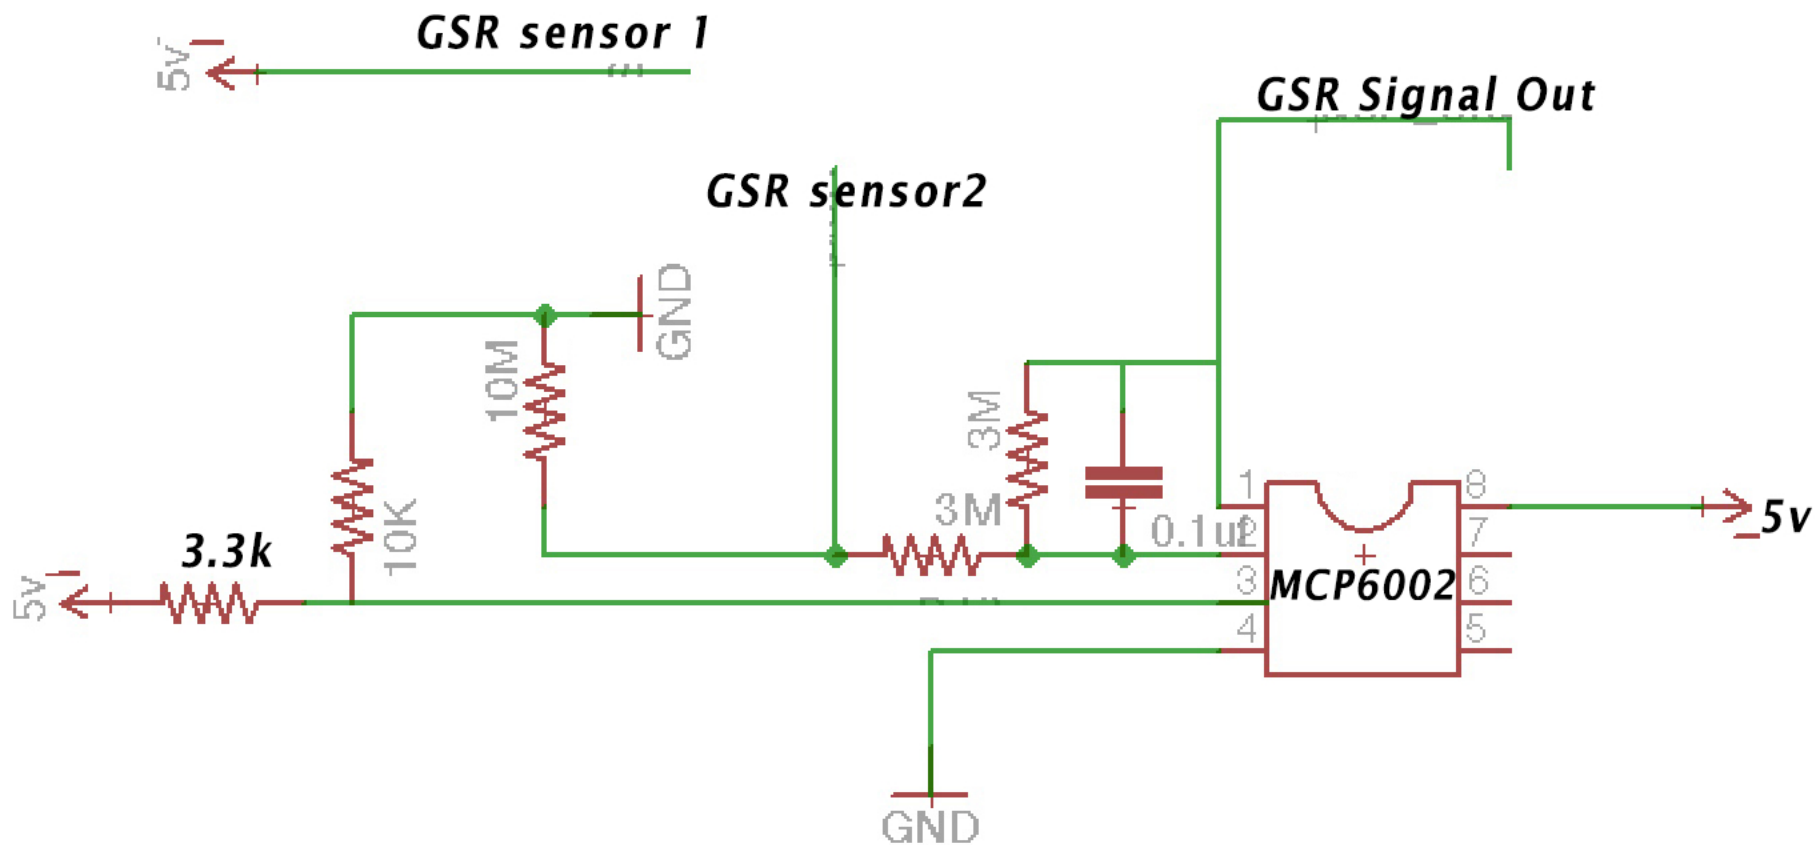 GSR sensor 1
5v
GSR Signal Out
GSR sensor2
GND
10M
3M
10K
3M
0.1uf
3.3k
5v
1
2
3
4
8
7
6
5
MCP6002
5v
GND